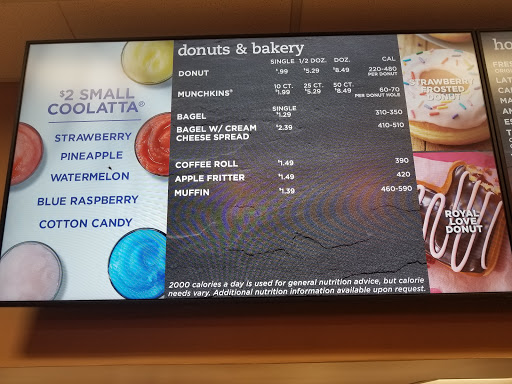 $2 SMALL
COOLATTA®
STRAWBERRY
PINEAPPLE
WATERMELON
BLUE RASPBERRY
COTTON CANDY
donuts & bakery
SINGLE 1/2 DOZ. DOZ. CAL
DONUT $.99 $5.29 $8.49 220-480
PER DONUT
10 CT. 25 CT. 50 CT.
MUNCHKINS® $1.99 $5.29 $8.49 60-70
PER DONUT HOLE
SINGLE
BAGEL $1.29 310-350
BAGEL W/ CREAM $2.39 410-510
CHEESE SPREAD
COFFEE ROLL $1.49 390
APPLE FRITTER $1.49 420
MUFFIN $1.39 460-590
2000 calories a day is used for general nutrition advice, but calorie
needs vary. Additional nutrition information available upon request.
STRAWBERRY
FROSTED
DONUT
ROYAL
LOVE
DONUT